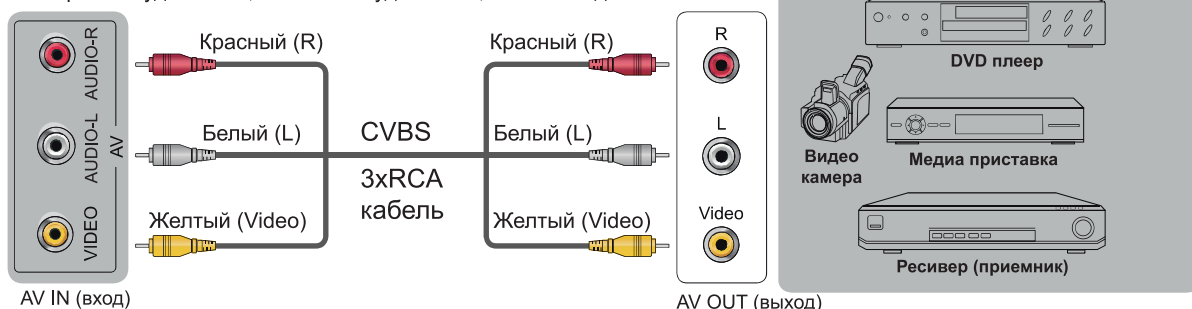 AUDIO-R
AUDIO-L
AV
VIDEO
AV IN (вход)
Красный (R)
Белый (L)
Желтый (Video)
CVBS
3xRCA
кабель
Красный (R)
Белый (L)
Желтый (Video)
R
L
Video
AV OUT (выход)
DVD плеер
Видео
камера
Медиа приставка
Ресивер (приемник)